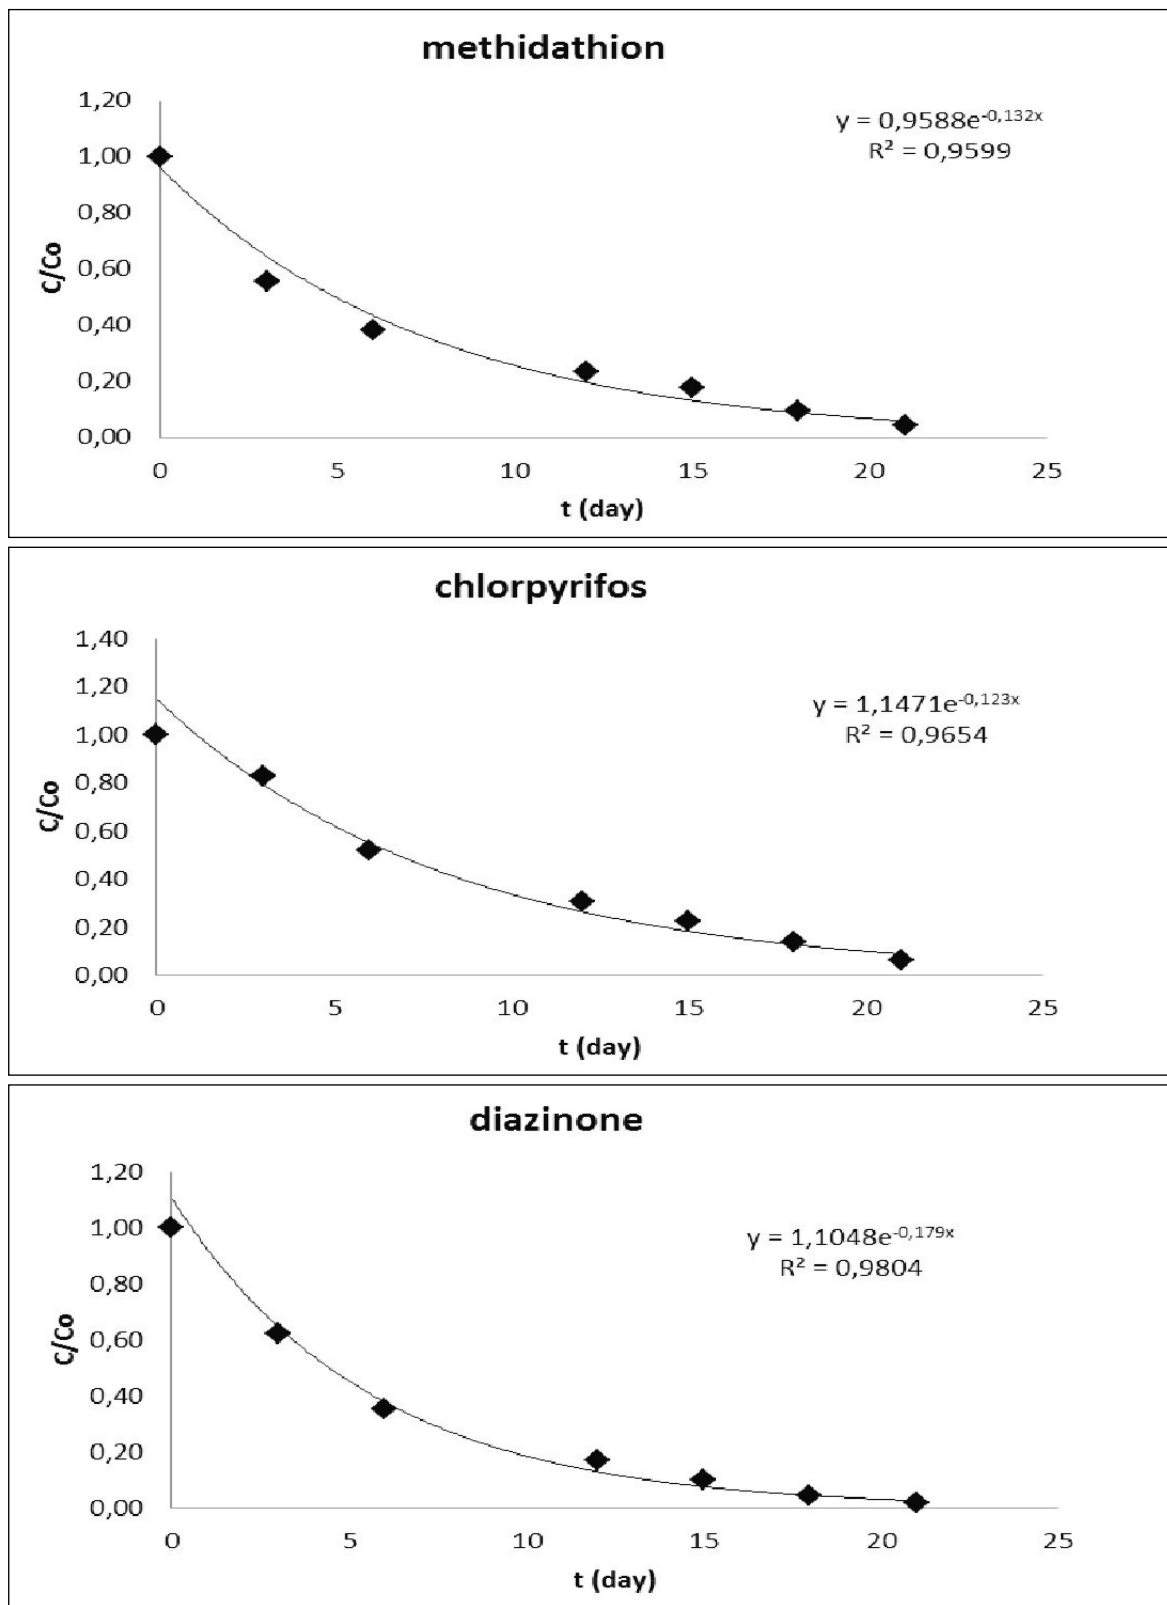 methidathion
y = 0,9588e^-0,132x
R² = 0,9599
1,20
1,00
0,80
0,60
0,40
0,20
0,00
C/Co
0 5 10 15 20 25
t (day)
chlorpyrifos
y = 1,1471e^-0,123x
R² = 0,9654
1,40
1,20
1,00
0,80
0,60
0,40
0,20
0,00
C/Co
0 5 10 15 20 25
t (day)
diazinone
y = 1,1048e^-0,179x
R² = 0,9804
1,20
1,00
0,80
0,60
0,40
0,20
0,00
C/Co
0 5 10 15 20 25
t (day)